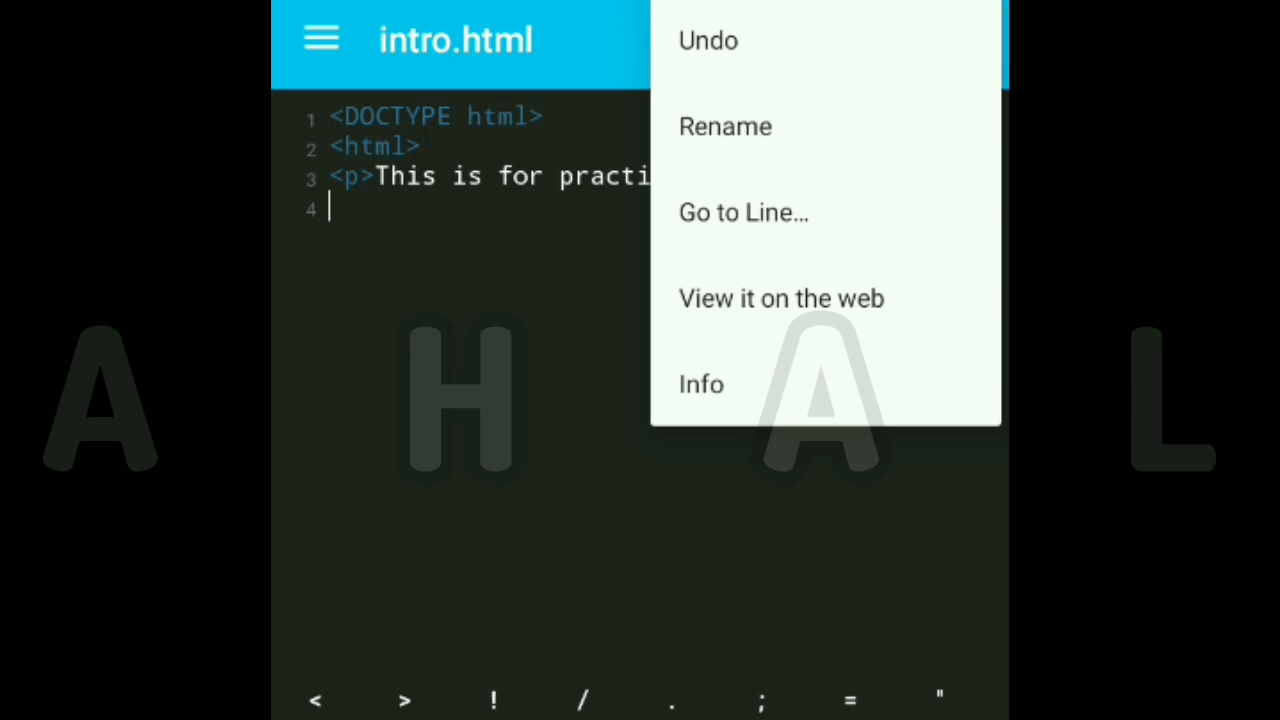 intro.html
Undo
Rename
Go to Line...
View it on the web
Info
1 <DOCTYPE html>
2 <html>
3 <p>This is for practi
4
A H A L
< > ! / . ; = "